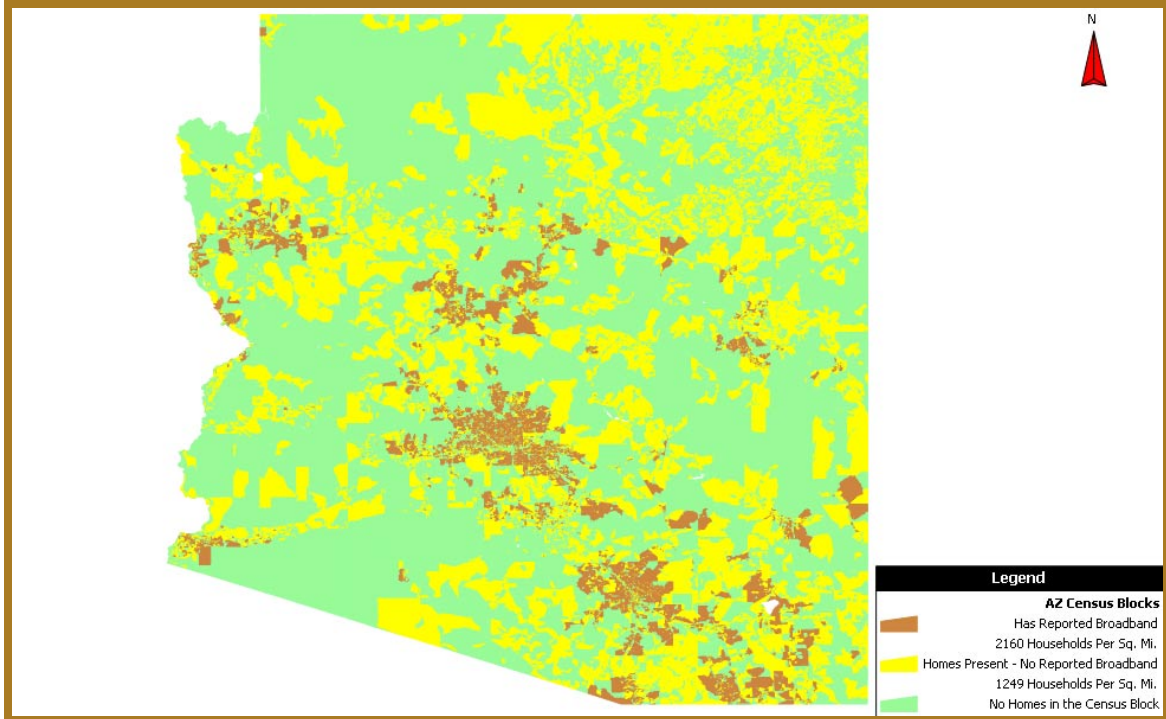 N
Legend
AZ Census Blocks
Has Reported Broadband
2160 Households Per Sq. Mi.
Homes Present - No Reported Broadband
1249 Households Per Sq. Mi.
No Homes in the Census Block